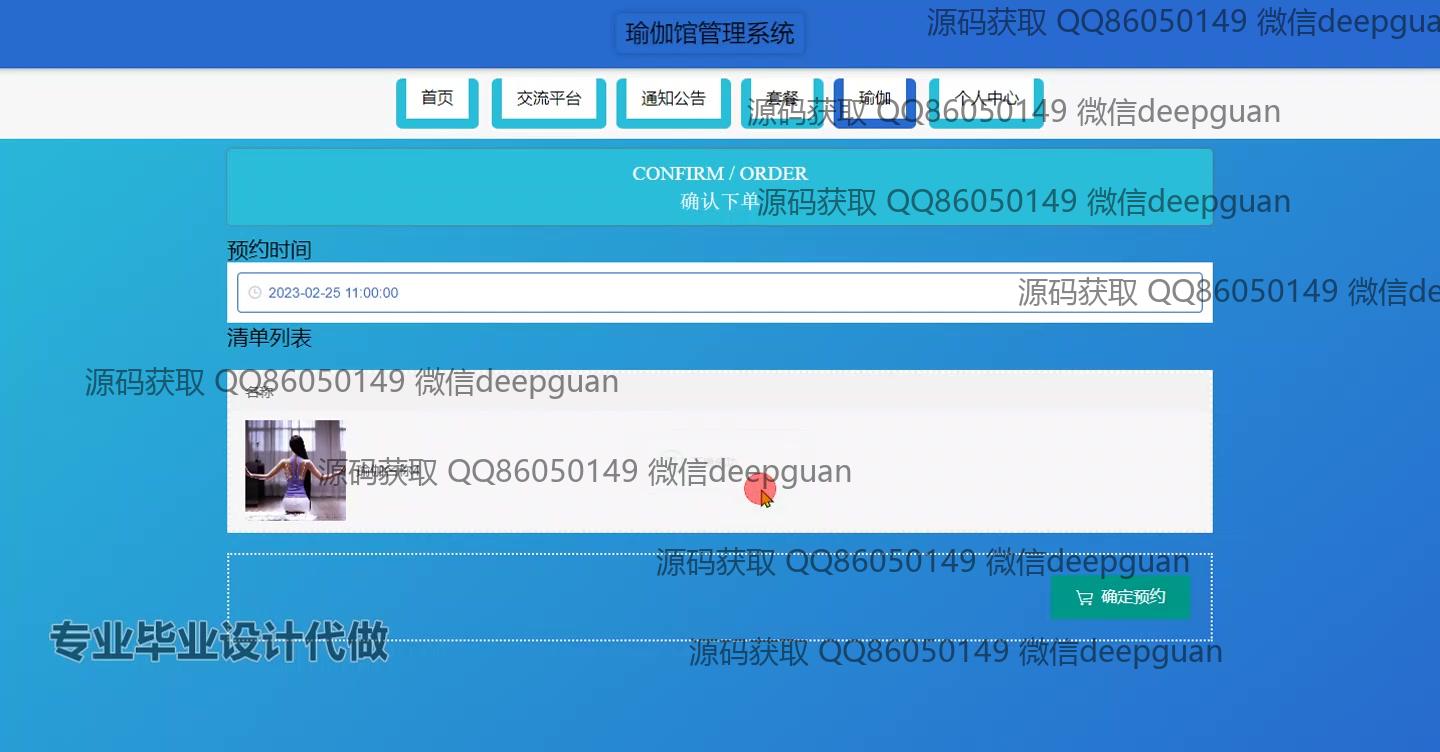 瑜伽馆管理系统
源码获取 QQ86050149 微信deepgua
首页
交流平台
通知公告
套餐
瑜伽
个人中心
源码获取 QQ86050149 微信deepguan
CONFIRM / ORDER
确认下单
源码获取 QQ86050149 微信deepguan
预约时间
2023-02-25 11:00:00
源码获取 QQ86050149 微信de
清单列表
源码获取 QQ86050149 微信deepguan
名称
源码获取 QQ86050149 微信deepguan
源码获取 QQ86050149 微信deepguan
确定预约
专业毕业设计代做
源码获取 QQ86050149 微信deepguan